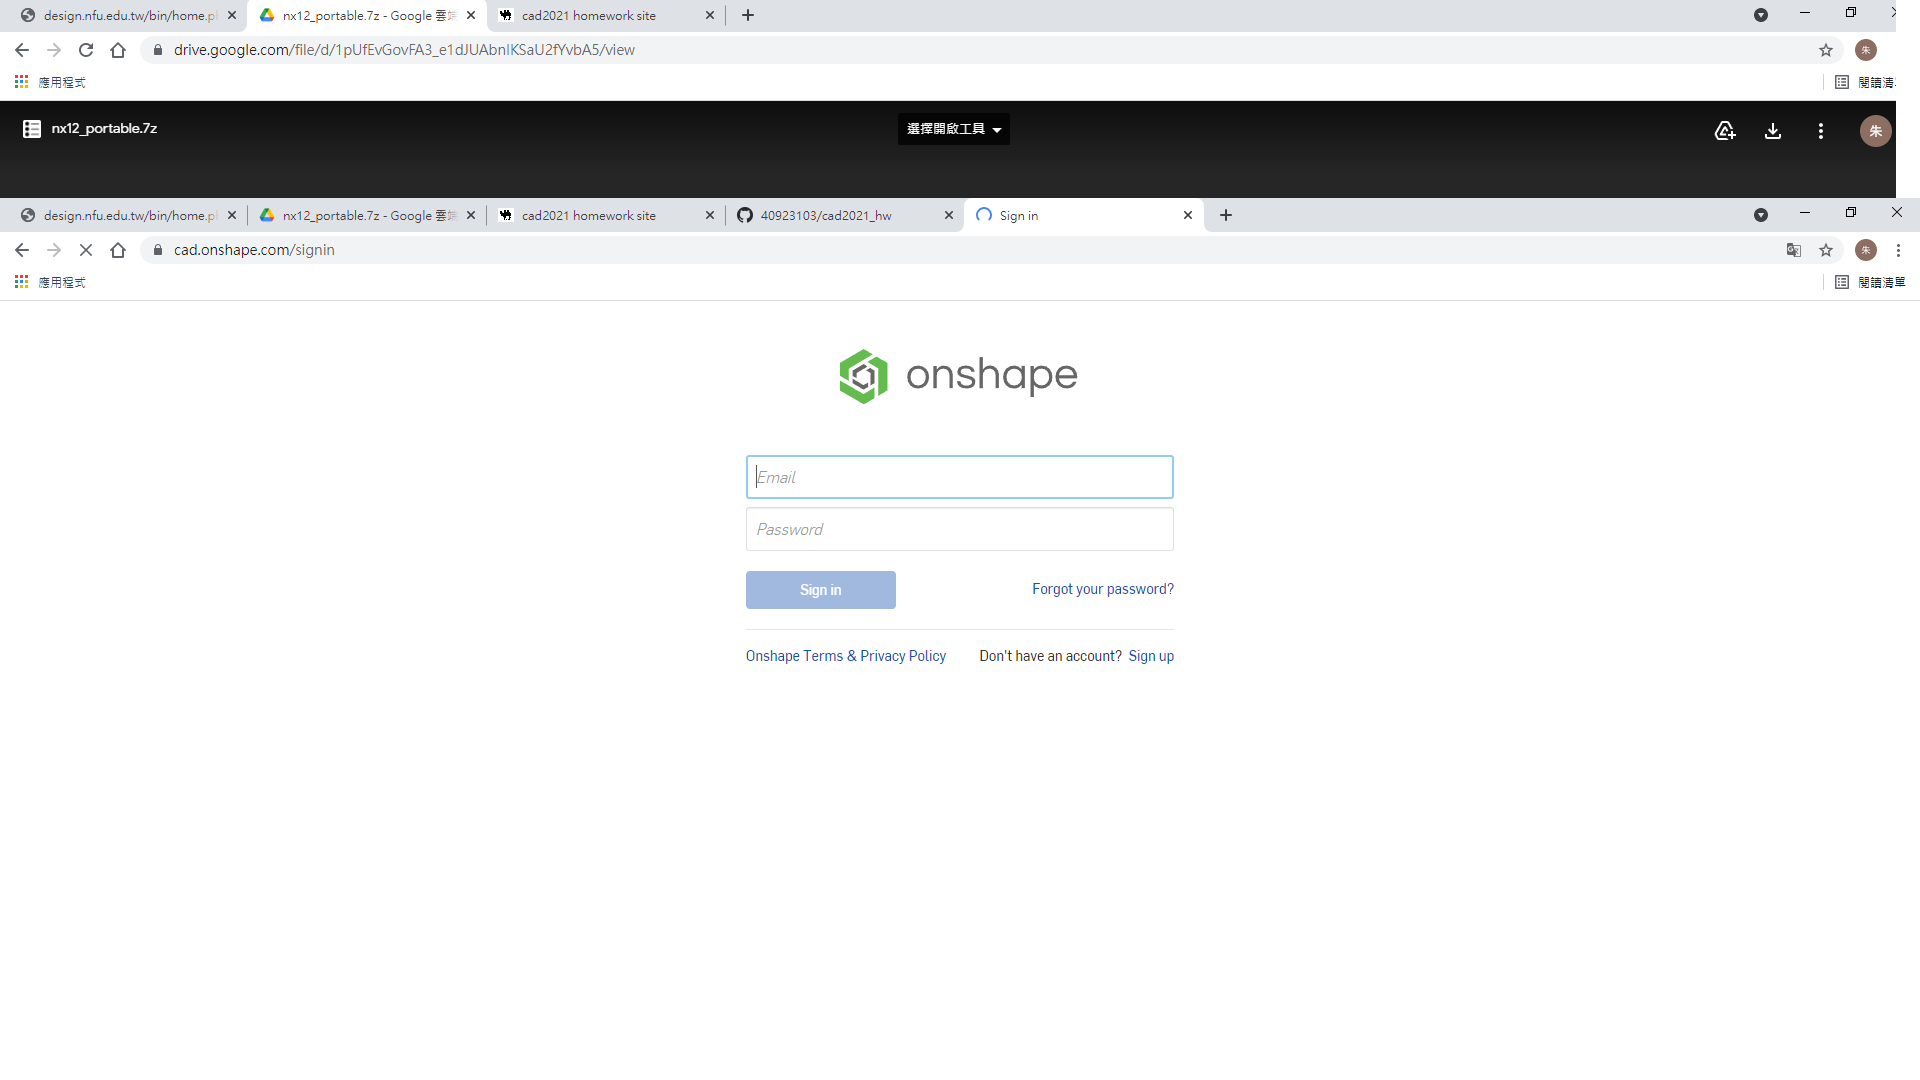 design.nfu.edu.tw/bin/home.p
nx12_portable.7z - Google 雲端
cad2021 homework site
drive.google.com/file/d/1pUfEvGovFA3_e1dJUAbnIKSaU2fYvbA5/view
朱
應用程式
閱讀清
nx12_portable.7z
選擇開啟工具
朱
design.nfu.edu.tw/bin/home.p
nx12_portable.7z - Google 雲端
cad2021 homework site
40923103/cad2021_hw
Sign in
cad.onshape.com/signin
朱
應用程式
閱讀清單
onshape
Email
Password
Sign in
Forgot your password?
Onshape Terms & Privacy Policy
Don't have an account? Sign up